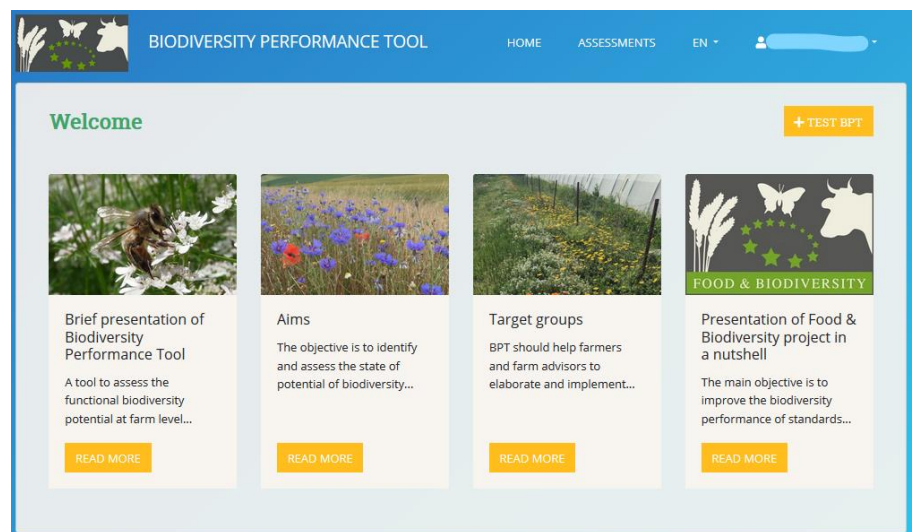 BIODIVERSITY PERFORMANCE TOOL
HOME
ASSESSMENTS
EN
Welcome
+ TEST BPT
FOOD & BIODIVERSITY
Brief presentation of
Biodiversity
Performance Tool
A tool to assess the
functional biodiversity
potential at farm level...
READ MORE
Aims
The objective is to identify
and assess the state of
potential of biodiversity...
READ MORE
Target groups
BPT should help farmers
and farm advisors to
elaborate and implement...
READ MORE
Presentation of Food &
Biodiversity project in
a nutshell
The main objective is to
improve the biodiversity
performance of standards...
READ MORE